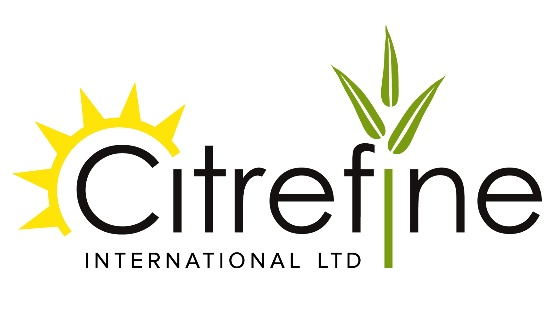 Citrefine
INTERNATIONAL LTD